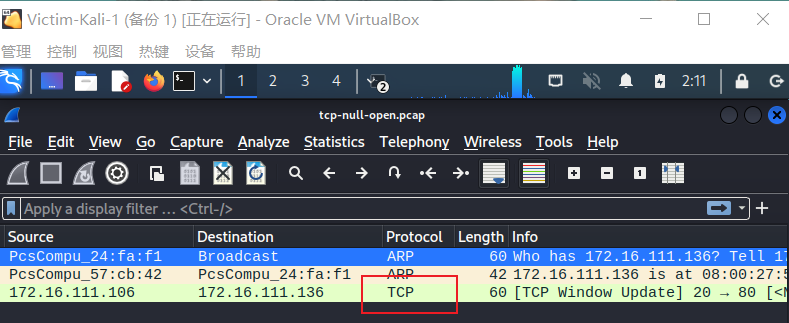 Victim-Kali-1 (备份 1) [正在运行] - Oracle VM VirtualBox
管理 控制 视图 热键 设备 帮助
1 2 3 4 2 2:11
tcp-null-open.pcap
File Edit View Go Capture Analyze Statistics Telephony Wireless Tools Help
Apply a display filter ... <Ctrl-/>
Source Destination Protocol Length Info
PcsCompu_24:fa:f1 Broadcast ARP 60 Who has 172.16.111.136? Tell 17
PcsCompu_57:cb:42 PcsCompu_24:fa:f1 ARP 42 172.16.111.136 is at 08:00:27:5
172.16.111.106 172.16.111.136 TCP 60 [TCP Window Update] 20 → 80 [<N